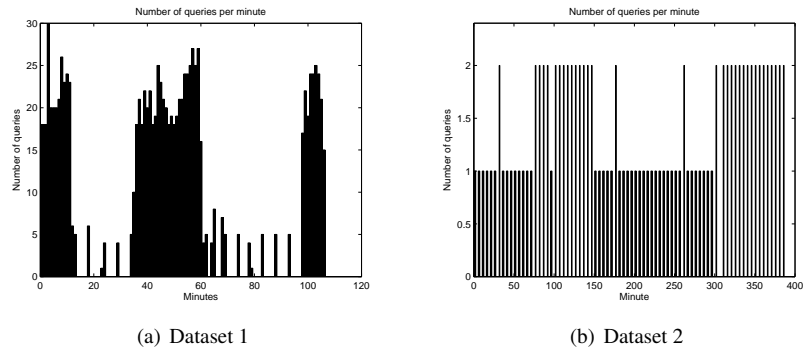 Number of queries per minute
30
25
20
15
10
5
0
Number of queries
0 20 40 60 80 100 120
Minutes
(a) Dataset 1
Number of queries per minute
2
1.5
1
0.5
0
Number of queries
0 50 100 150 200 250 300 350 400
Minute
(b) Dataset 2